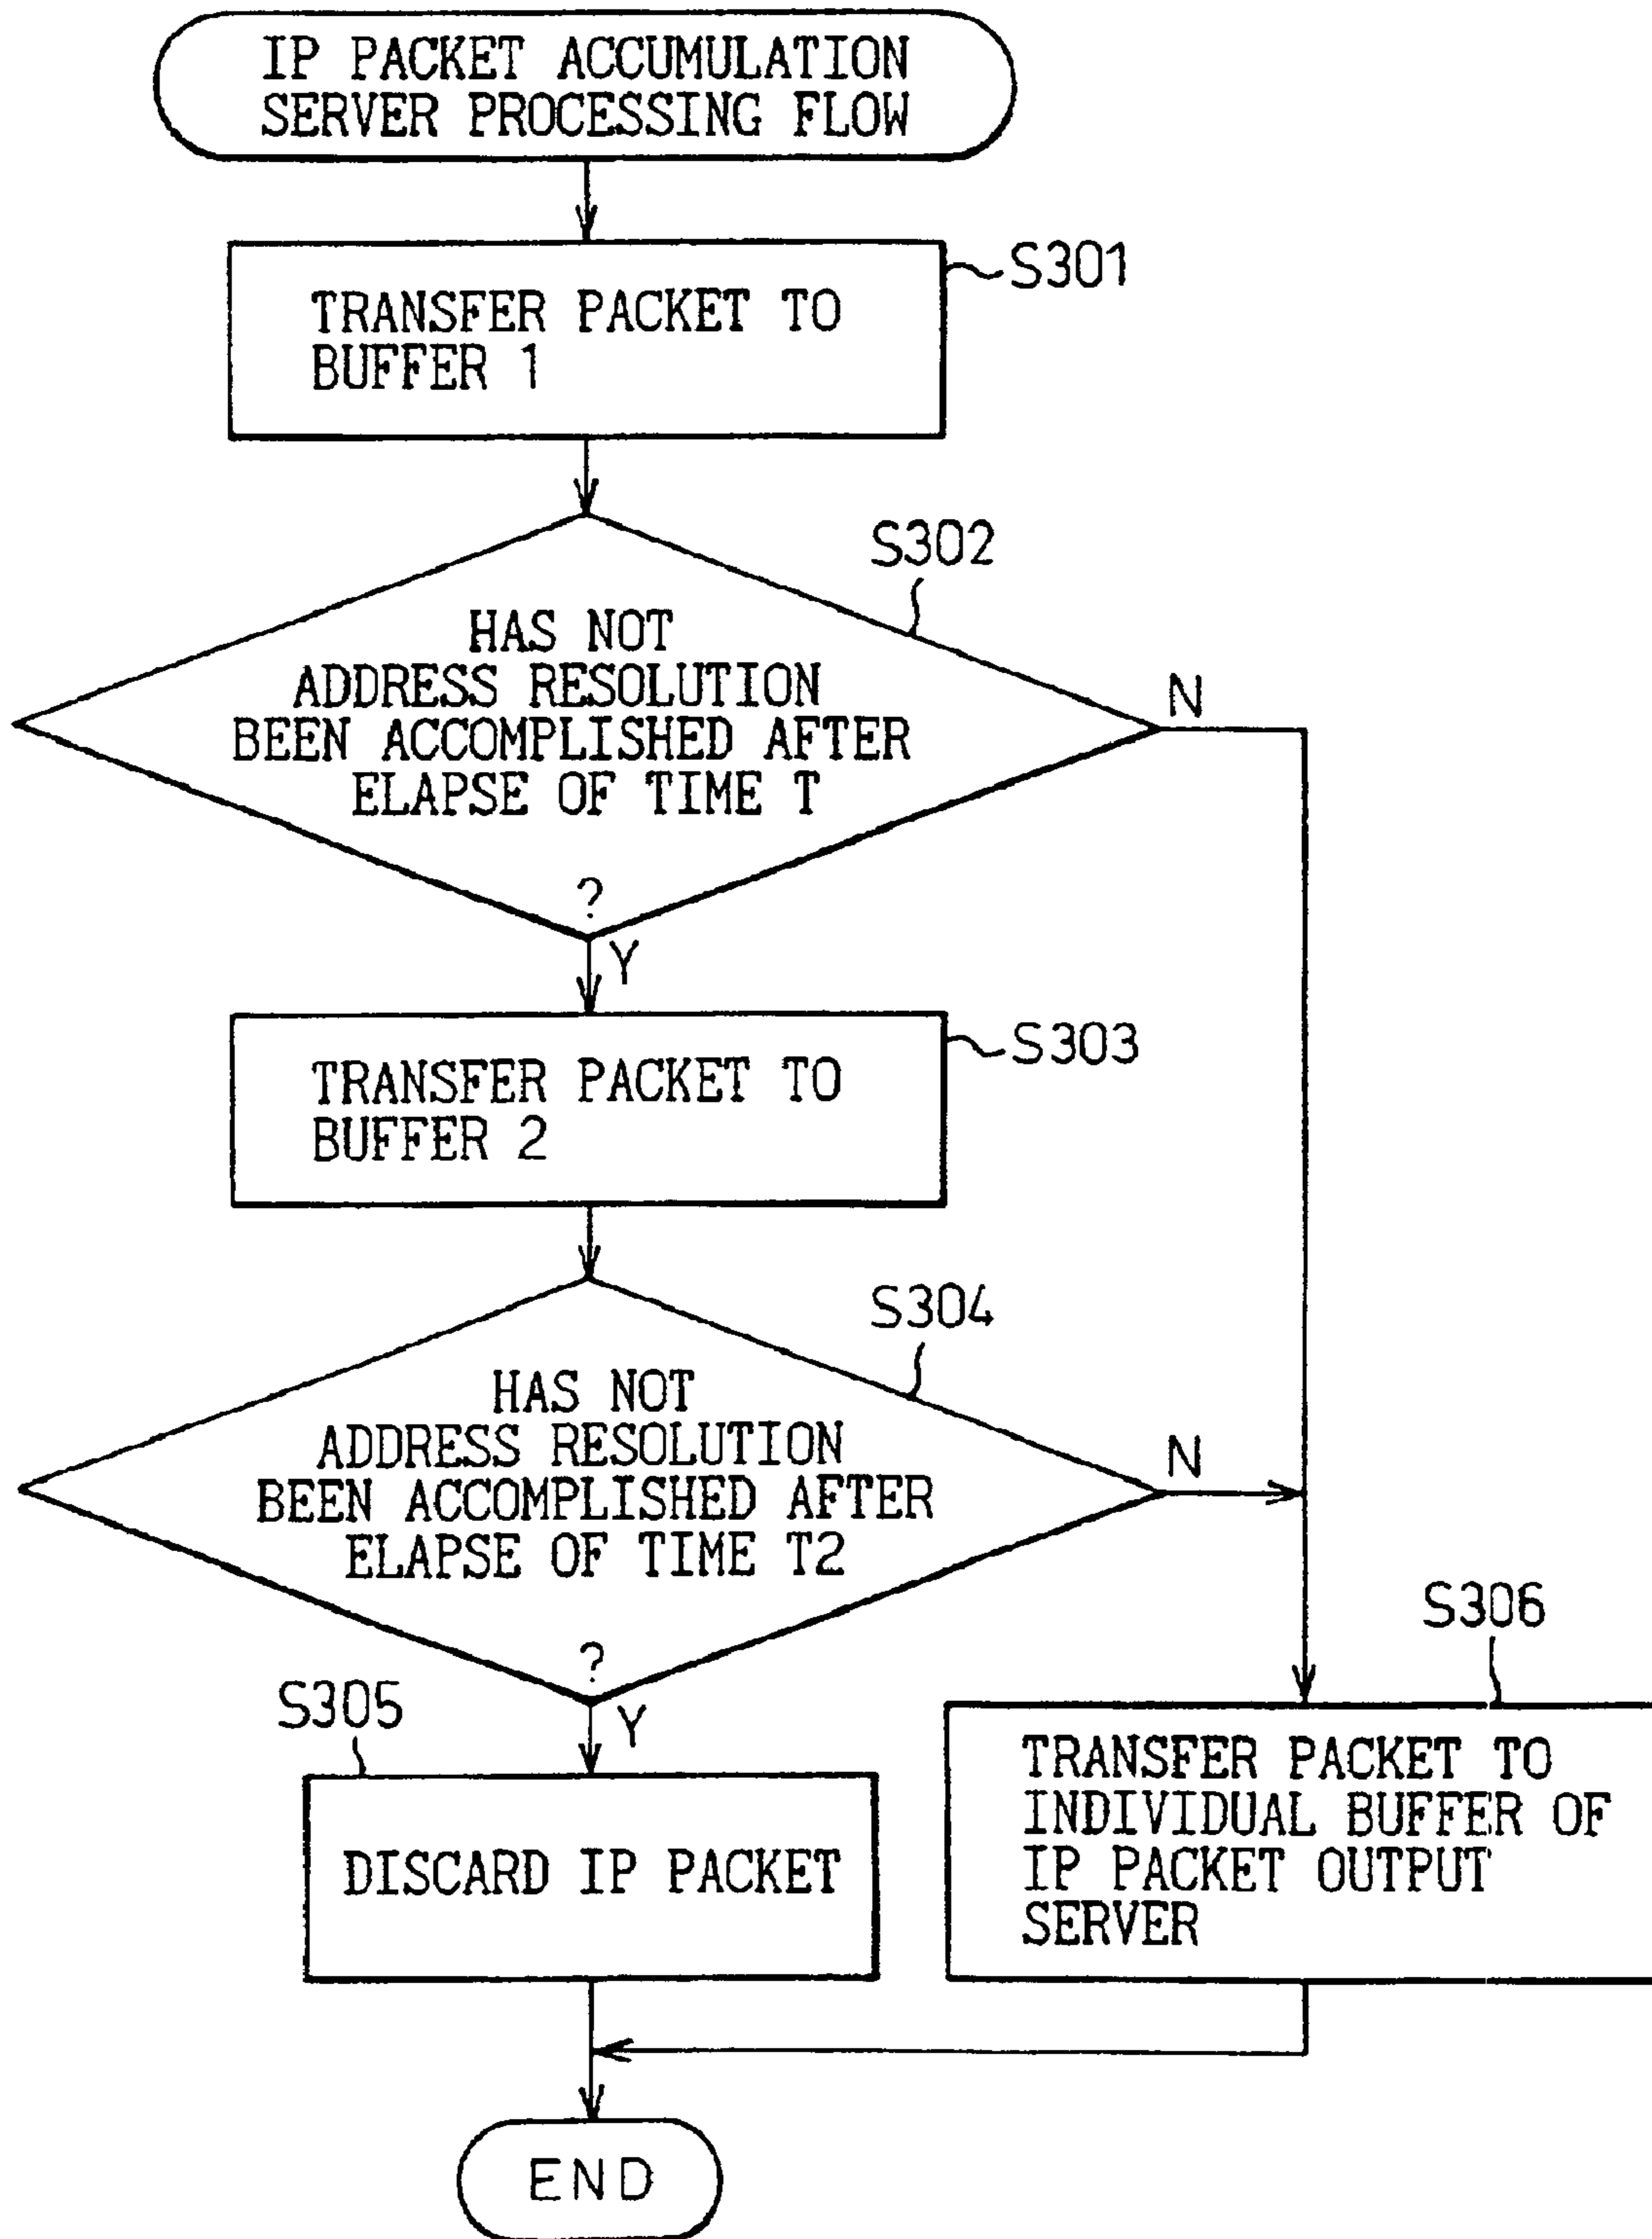 IP PACKET ACCUMULATION
SERVER PROCESSING FLOW
S301
TRANSFER PACKET TO
BUFFER 1
S302
HAS NOT
ADDRESS RESOLUTION
BEEN ACCOMPLISHED AFTER
ELAPSE OF TIME T
?
N
Y
S303
TRANSFER PACKET TO
BUFFER 2
S304
HAS NOT
ADDRESS RESOLUTION
BEEN ACCOMPLISHED AFTER
ELAPSE OF TIME T2
?
N
Y
S305
DISCARD IP PACKET
S306
TRANSFER PACKET TO
INDIVIDUAL BUFFER OF
IP PACKET OUTPUT
SERVER
END